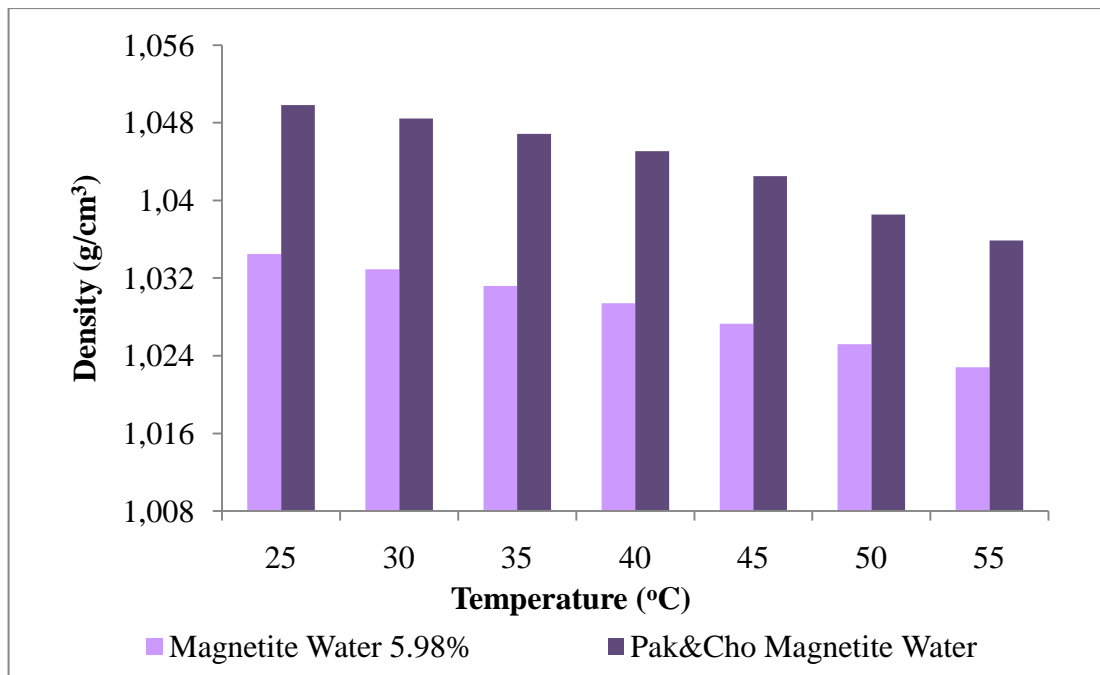 1,056
1,048
1,04
1,032
1,024
1,016
1,008
Density (g/cm³)
25 30 35 40 45 50 55
Temperature (ᵒC)
Magnetite Water 5.98% Pak&Cho Magnetite Water